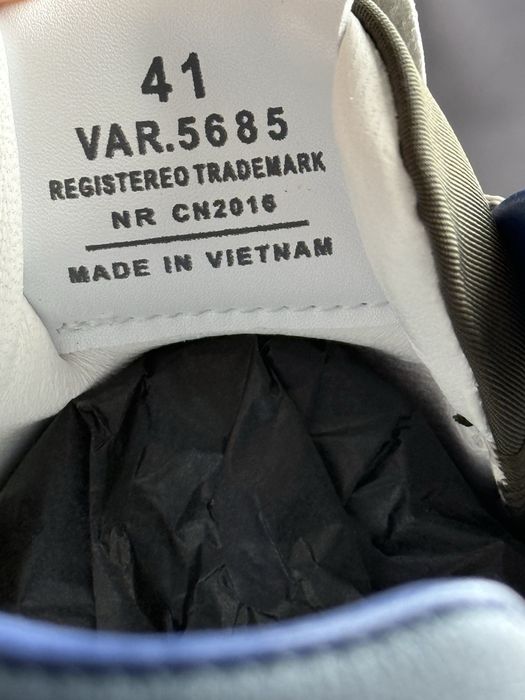 41
VAR.5685
REGISTEREO TRADEMARK
NR CN2016
MADE IN VIETNAM